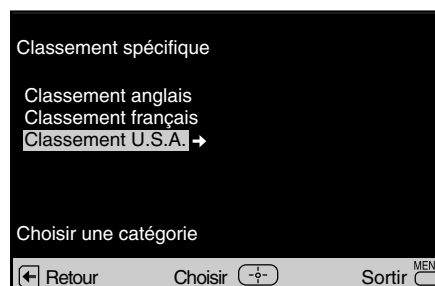 Classement spécifique
Classement anglais
Classement français
Classement U.S.A.
Choisir une catégorie
Retour Choisir Sortir